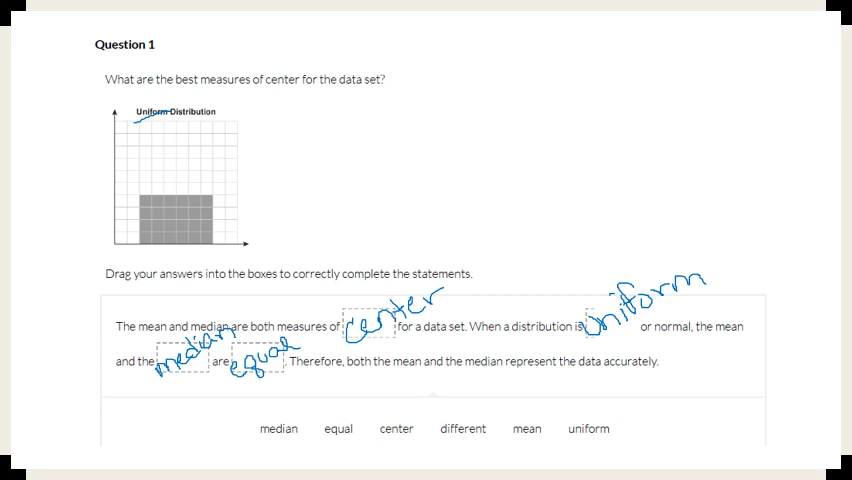 Question 1
What are the best measures of center for the data set?
Uniform Distribution
Drag your answers into the boxes to correctly complete the statements.
The mean and median are both measures of center for a data set. When a distribution is uniform or normal, the mean
and the median are equal. Therefore, both the mean and the median represent the data accurately.
median equal center different mean uniform